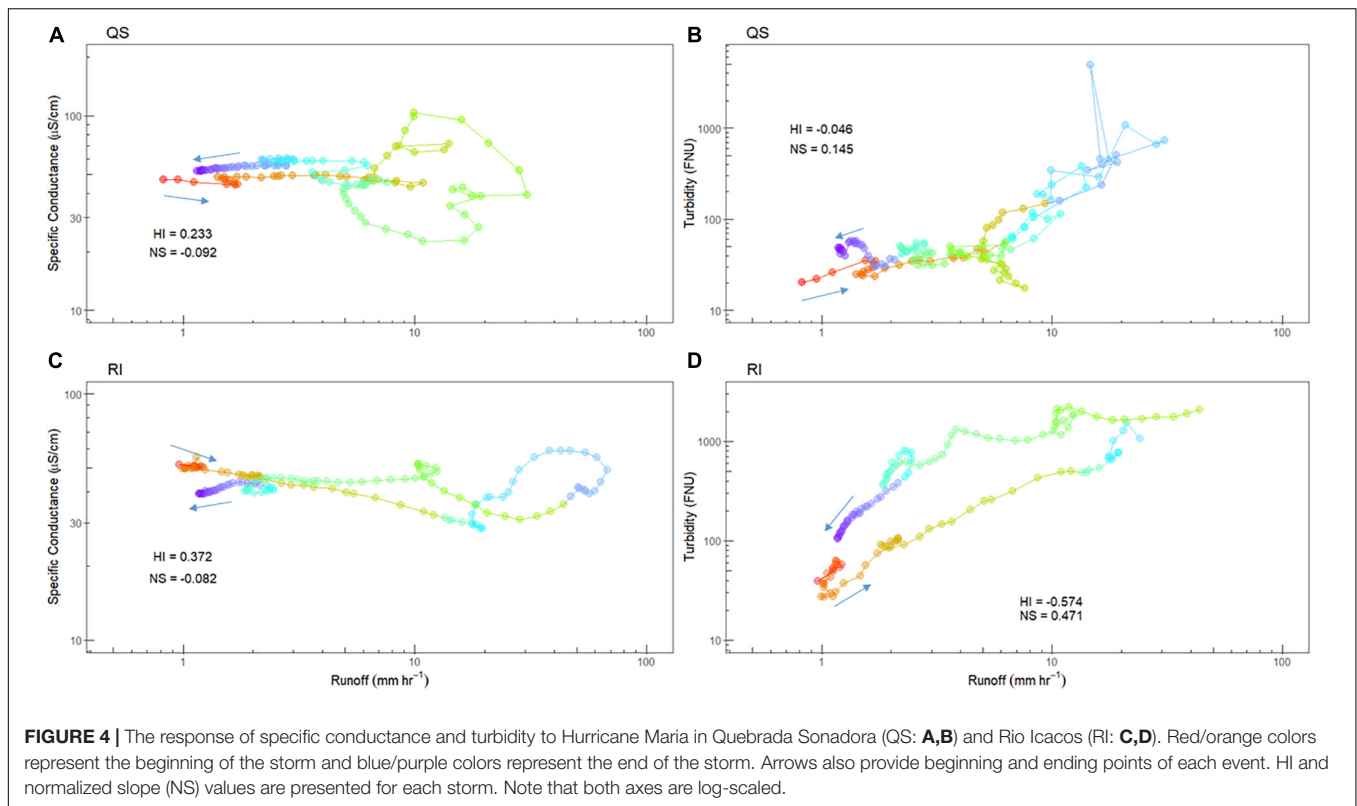 A
QS
Specific Conductance (µS/cm)
100
30
10
HI = 0.233
NS = -0.092
1
10
100
B
QS
Turbidity (FNU)
1000
100
10
HI = -0.046
NS = 0.145
1
10
100
C
RI
Specific Conductance (µS/cm)
100
30
10
HI = 0.372
NS = -0.082
1
10
100
Runoff (mm hr⁻¹)
D
RI
Turbidity (FNU)
1000
100
10
HI = -0.574
NS = 0.471
1
10
100
Runoff (mm hr⁻¹)
FIGURE 4 | The response of specific conductance and turbidity to Hurricane Maria in Quebrada Sonadora (QS: A,B) and Rio Icacos (RI: C,D). Red/orange colors
represent the beginning of the storm and blue/purple colors represent the end of the storm. Arrows also provide beginning and ending points of each event. HI and
normalized slope (NS) values are presented for each storm. Note that both axes are log-scaled.